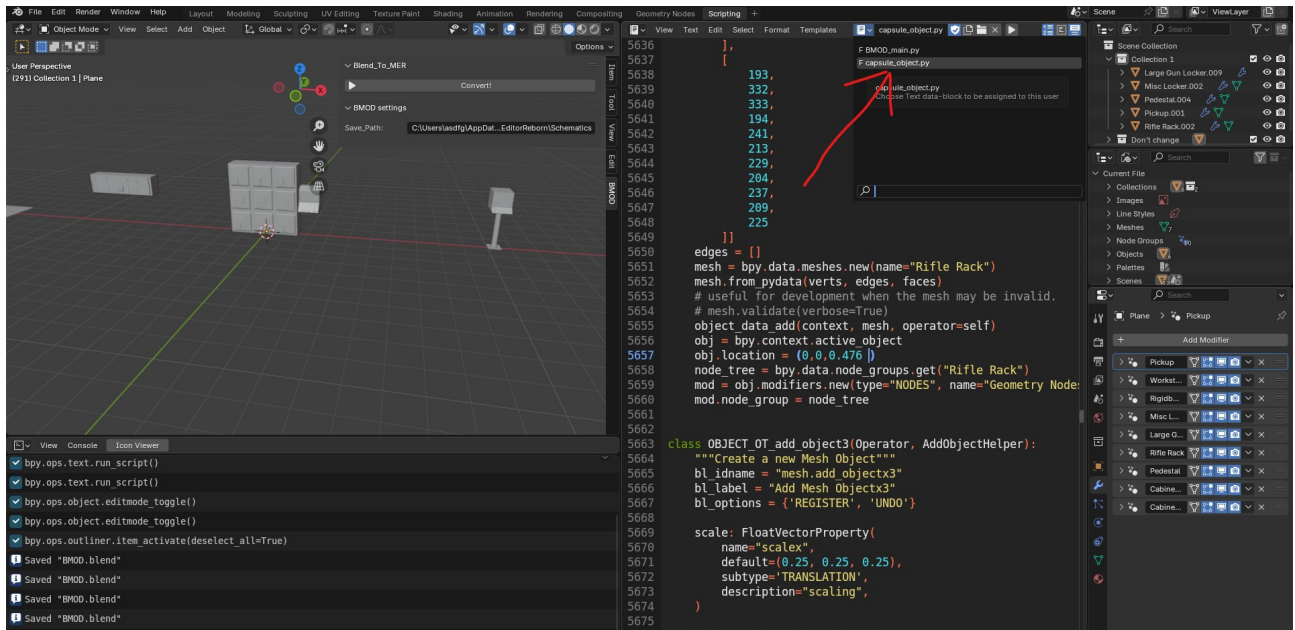 File Edit Render Window Help Layout Modeling Sculpting UV Editing Texture Paint Shading Animation Rendering Compositing Geometry Nodes Scripting + Scene ViewLayer
Object Mode View Select Add Object Global
Options
User Perspective
(291) Collection 1 | Plane
Blend_To_MER
Convert!
BMOD settings
Save_Path: C:\Users\asdfg\AppDat...EditorReborn\Schematics
Item
Tool
View
Edit
BMOD
View Console Icon Viewer
bpy.ops.text.run_script()
bpy.ops.text.run_script()
bpy.ops.object.editmode_toggle()
bpy.ops.object.editmode_toggle()
bpy.ops.outliner.item_activate(deselect_all=True)
Saved "BMOD.blend"
Saved "BMOD.blend"
Saved "BMOD.blend"
Saved "BMOD.blend"
View Text Edit Select Format Templates capsule_object.py
F BMOD_main.py
F capsule_object.py
capsule_object.py
Choose Text data-block to be assigned to this user
5636 ],
5637 [
5638 193,
5639 332,
5640 333,
5641 194,
5642 241,
5643 213,
5644 229,
5645 204,
5646 237,
5647 209,
5648 225
5649 ]]
5650 edges = []
5651 mesh = bpy.data.meshes.new(name="Rifle Rack")
5652 mesh.from_pydata(verts, edges, faces)
5653 # useful for development when the mesh may be invalid.
5654 # mesh.validate(verbose=True)
5655 object_data_add(context, mesh, operator=self)
5656 obj = bpy.context.active_object
5657 obj.location = (0,0,0.476 )
5658 node_tree = bpy.data.node_groups.get("Rifle Rack")
5659 mod = obj.modifiers.new(type="NODES", name="Geometry Node
5660 mod.node_group = node_tree
5661
5662
5663 class OBJECT_OT_add_object3(Operator, AddObjectHelper):
5664 """Create a new Mesh Object"""
5665 bl_idname = "mesh.add_objectx3"
5666 bl_label = "Add Mesh Objectx3"
5667 bl_options = {'REGISTER', 'UNDO'}
5668
5669 scale: FloatVectorProperty(
5670 name="scalex",
5671 default=(0.25, 0.25, 0.25),
5672 subtype='TRANSLATION',
5673 description="scaling",
5674 )
5675
Search
Scene Collection
Collection 1
Large Gun Locker.009
Misc Locker.002
Pedestal.004
Pickup.001
Rifle Rack.002
Don't change
Search
Current File
Collections
Images
Line Styles
Meshes 7
Node Groups
Objects
Palettes
Scenes
Search
Plane > Pickup
Add Modifier
Pickup
Workst...
Rigidb...
Misc L...
Large G...
Rifle Rack
Pedestal
Cabine...
Cabine...